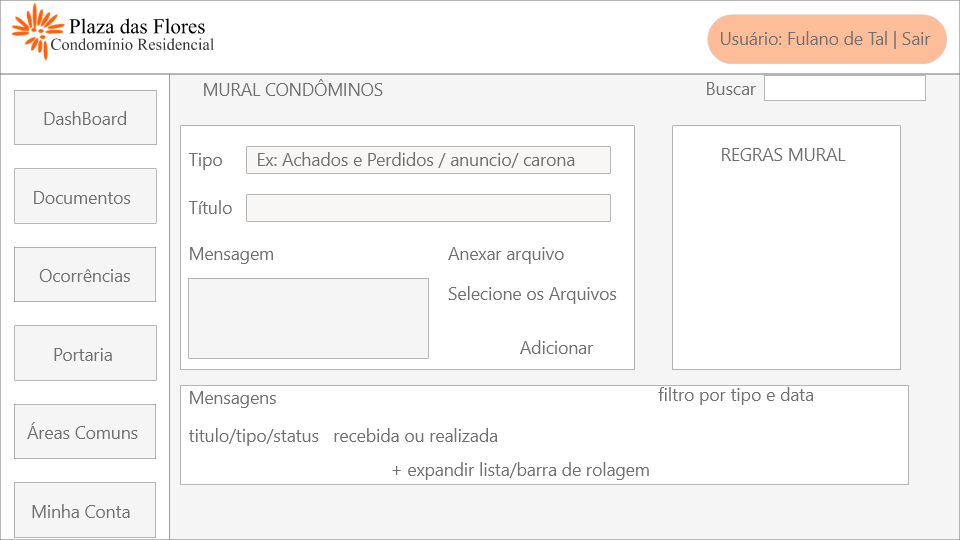 Plaza das Flores
Condomínio Residencial
Usuário: Fulano de Tal | Sair
DashBoard
Documentos
Ocorrências
Portaria
Áreas Comuns
Minha Conta
MURAL CONDÔMINOS
Buscar
Tipo
Ex: Achados e Perdidos / anuncio/ carona
Título
Mensagem
Anexar arquivo
Selecione os Arquivos
Adicionar
REGRAS MURAL
Mensagens
filtro por tipo e data
titulo/tipo/status recebida ou realizada
+ expandir lista/barra de rolagem